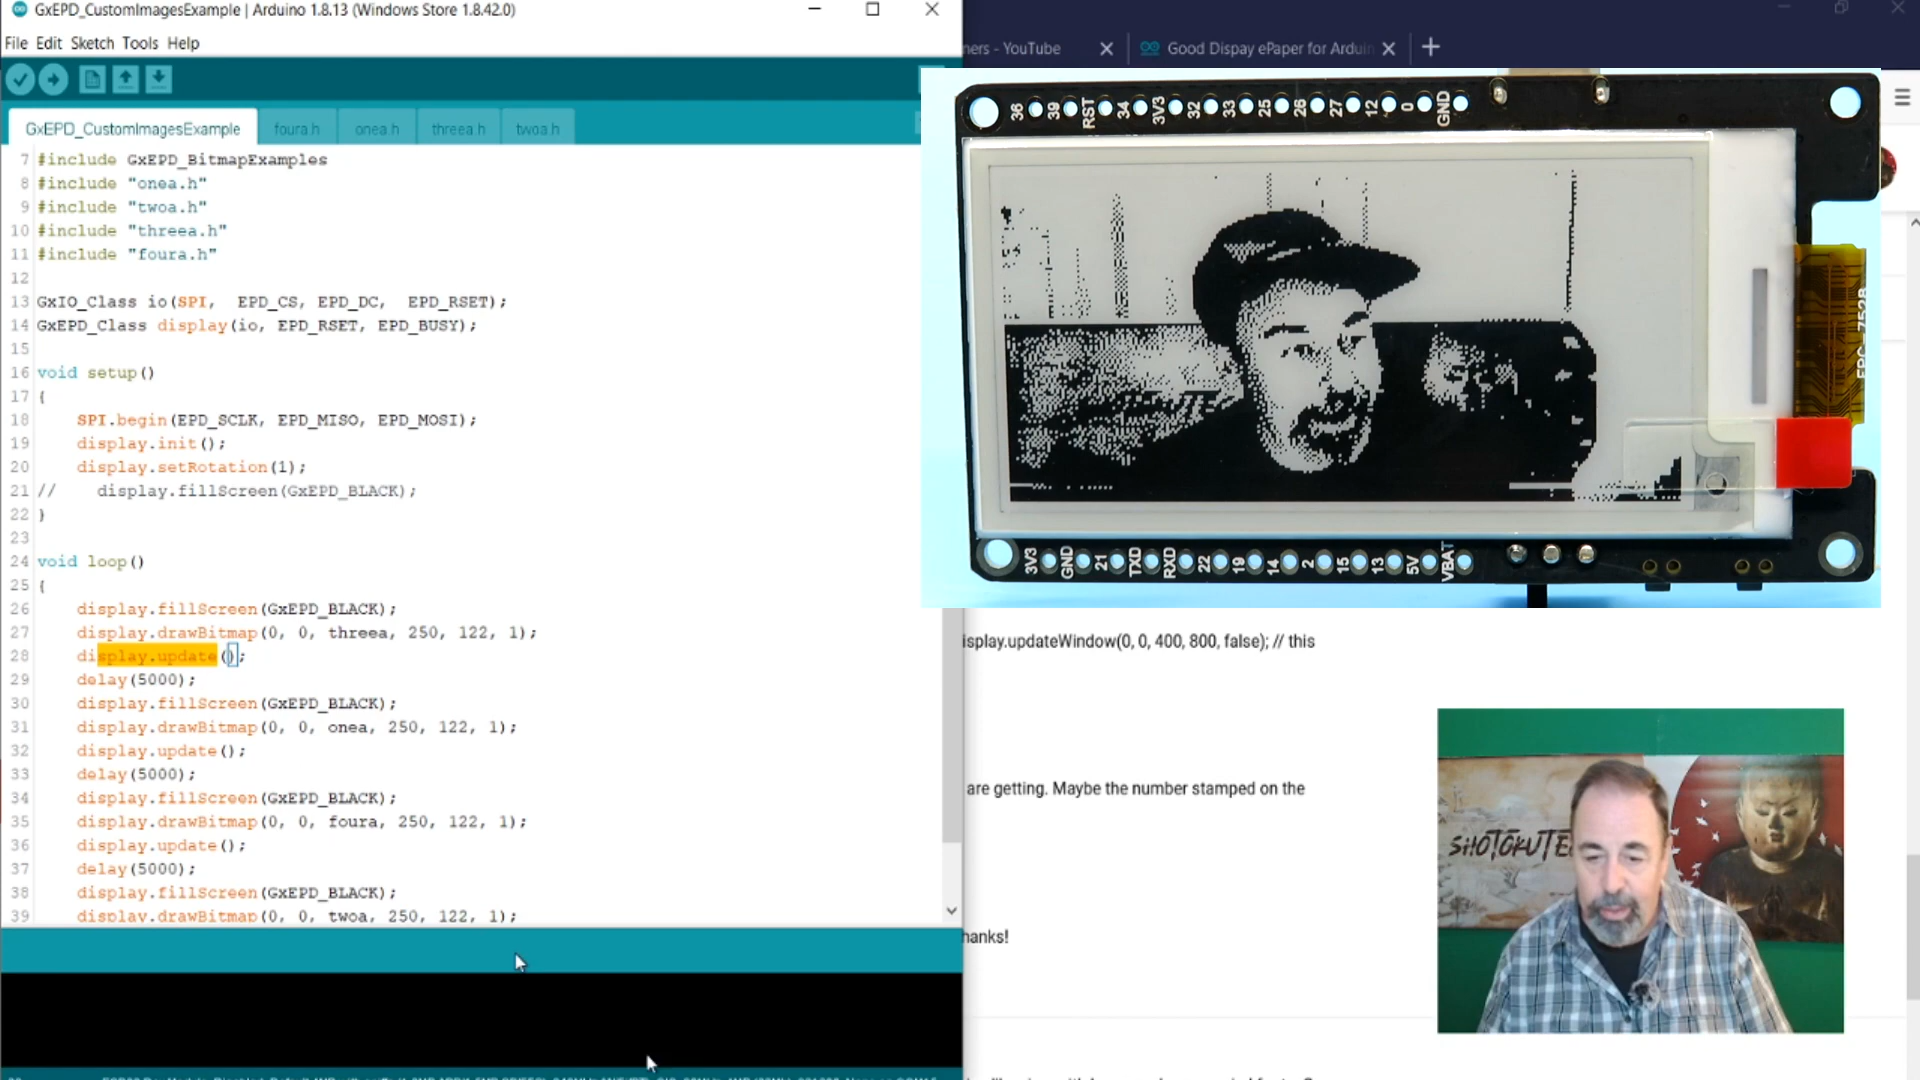 GxEPD_CustomImagesExample | Arduino 1.8.13 (Windows Store 1.8.42.0)
File Edit Sketch Tools Help
GxEPD_CustomImagesExample foura.h onea.h threea.h twoa.h
7 #include GxEPD_BitmapExamples
8 #include "onea.h"
9 #include "twoa.h"
10 #include "threea.h"
11 #include "foura.h"
12
13 GxIO_Class io(SPI, EPD_CS, EPD_DC, EPD_RSET);
14 GxEPD_Class display(io, EPD_RSET, EPD_BUSY);
15
16 void setup()
17 {
18 SPI.begin(EPD_SCLK, EPD_MISO, EPD_MOSI);
19 display.init();
20 display.setRotation(1);
21 // display.fillScreen(GxEPD_BLACK);
22 }
23
24 void loop()
25 {
26 display.fillScreen(GxEPD_BLACK);
27 display.drawBitmap(0, 0, threea, 250, 122, 1);
28 display.update();
29 delay(5000);
30 display.fillScreen(GxEPD_BLACK);
31 display.drawBitmap(0, 0, onea, 250, 122, 1);
32 display.update();
33 delay(5000);
34 display.fillScreen(GxEPD_BLACK);
35 display.drawBitmap(0, 0, foura, 250, 122, 1);
36 display.update();
37 delay(5000);
38 display.fillScreen(GxEPD_BLACK);
39 display.drawBitmap(0, 0, twoa, 250, 122, 1);
ners - YouTube
Good Dispay ePaper for Arduin
36 39 RST 34 3V3 32 33 25 26 27 12 0 GND
FPC-7528
3V3 GND 21 TXD RXD 22 19 14 2 15 13 5V VBAT
isplay.updateWindow(0, 0, 400, 800, false); // this
are getting. Maybe the number stamped on the
hanks!